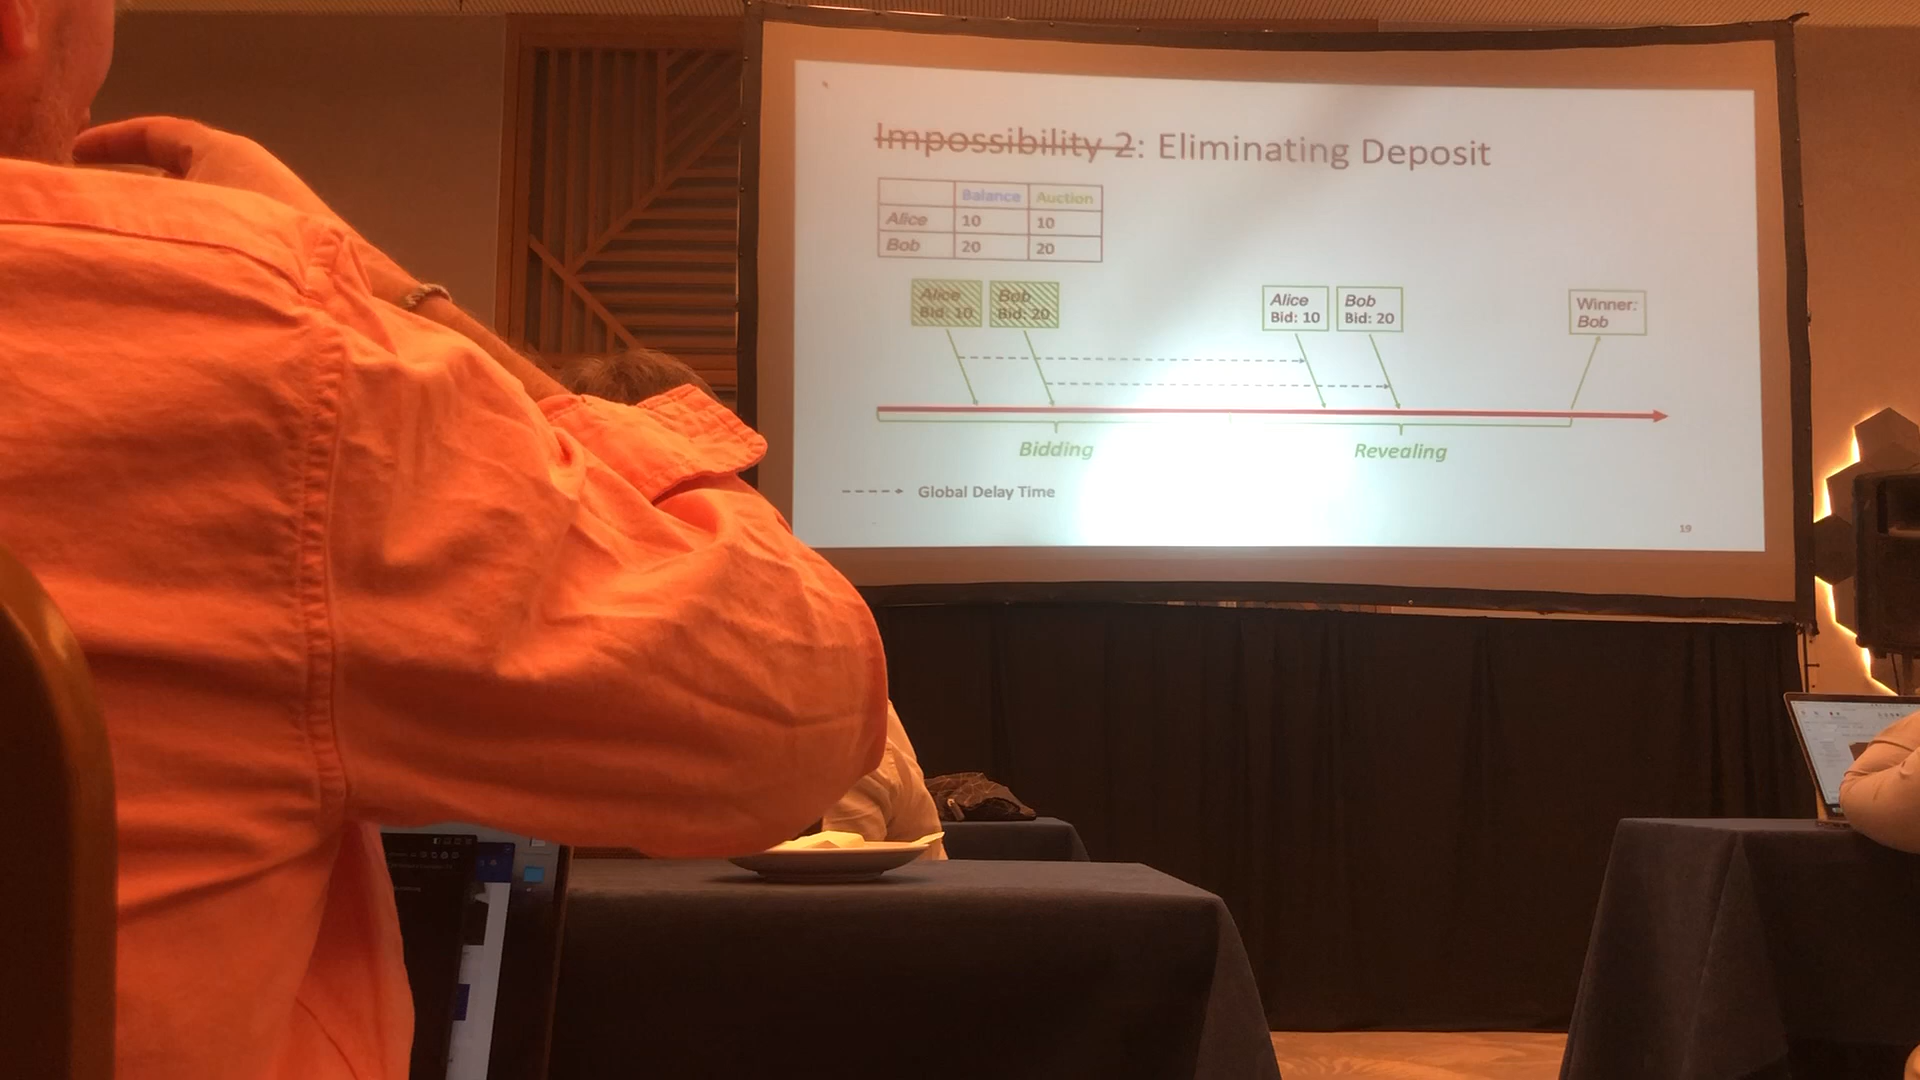 Impossibility 2: Eliminating Deposit
Balance Auction
Alice 10 10
Bob 20 20
Alice
Bid: 10
Bob
Bid: 20
Alice
Bid: 10
Bob
Bid: 20
Winner:
Bob
Bidding
Revealing
Global Delay Time
19